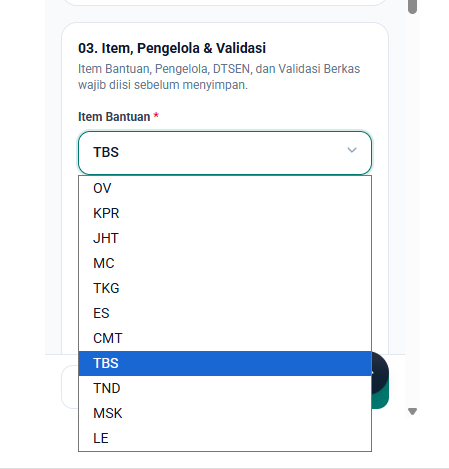 03. Item, Pengelola & Validasi
Item Bantuan, Pengelola, DTSEN, dan Validasi Berkas
wajib diisi sebelum menyimpan.
Item Bantuan *
TBS
OV
KPR
JHT
MC
TKG
ES
CMT
TBS
TND
MSK
LE